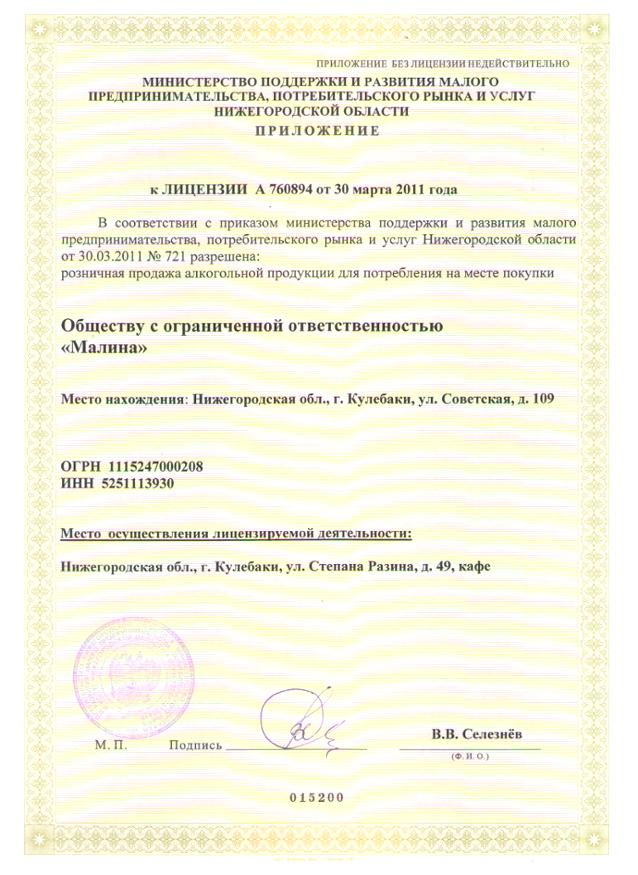 ПРИЛОЖЕНИЕ БЕЗ ЛИЦЕНЗИИ НЕДЕЙСТВИТЕЛЬНО
МИНИСТЕРСТВО ПОДДЕРЖКИ И РАЗВИТИЯ МАЛОГО
ПРЕДПРИНИМАТЕЛЬСТВА, ПОТРЕБИТЕЛЬСКОГО РЫНКА И УСЛУГ
НИЖЕГОРОДСКОЙ ОБЛАСТИ
ПРИЛОЖЕНИЕ
к ЛИЦЕНЗИИ А 760894 от 30 марта 2011 года
В соответствии с приказом министерства поддержки и развития малого
предпринимательства, потребительского рынка и услуг Нижегородской области
от 30.03.2011 № 721 разрешена:
розничная продажа алкогольной продукции для потребления на месте покупки
Обществу с ограниченной ответственностью
«Малина»
Место нахождения: Нижегородская обл., г. Кулебаки, ул. Советская, д. 109
ОГРН 1115247000208
ИНН 5251113930
Место осуществления лицензируемой деятельности:
Нижегородская обл., г. Кулебаки, ул. Степана Разина, д. 49, кафе
М. П. Подпись В.В. Селезнёв
(Ф. И. О.)
015200